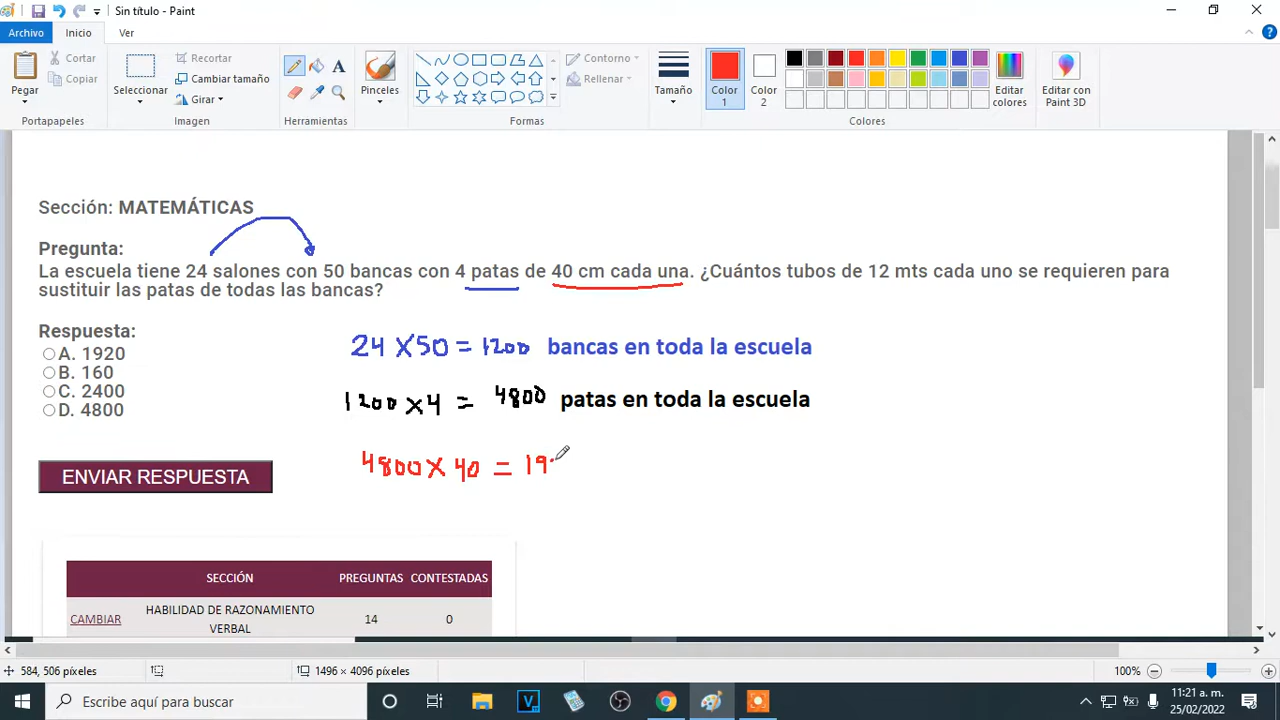 Sin título - Paint
Archivo Inicio Ver
Pegar
Cortar
Copiar
Portapapeles
Seleccionar
Recortar
Cambiar tamaño
Girar
Imagen
A
Herramientas
Pinceles
Contorno
Rellenar
Formas
Tamaño
Color 1
Color 2
Editar colores
Colores
Editar con Paint 3D
Sección: MATEMÁTICAS
Pregunta:
La escuela tiene 24 salones con 50 bancas con 4 patas de 40 cm cada una. ¿Cuántos tubos de 12 mts cada uno se requieren para
sustituir las patas de todas las bancas?
Respuesta:
A. 1920
B. 160
C. 2400
D. 4800
24 X 50 = 1200 bancas en toda la escuela
1200 x 4 = 4800 patas en toda la escuela
4800 X 40 = 19
ENVIAR RESPUESTA
SECCIÓN PREGUNTAS CONTESTADAS
CAMBIAR HABILIDAD DE RAZONAMIENTO VERBAL 14 0
584, 506 píxeles
1496 × 4096 píxeles
100%
Escribe aquí para buscar
11:21 a. m.
25/02/2022